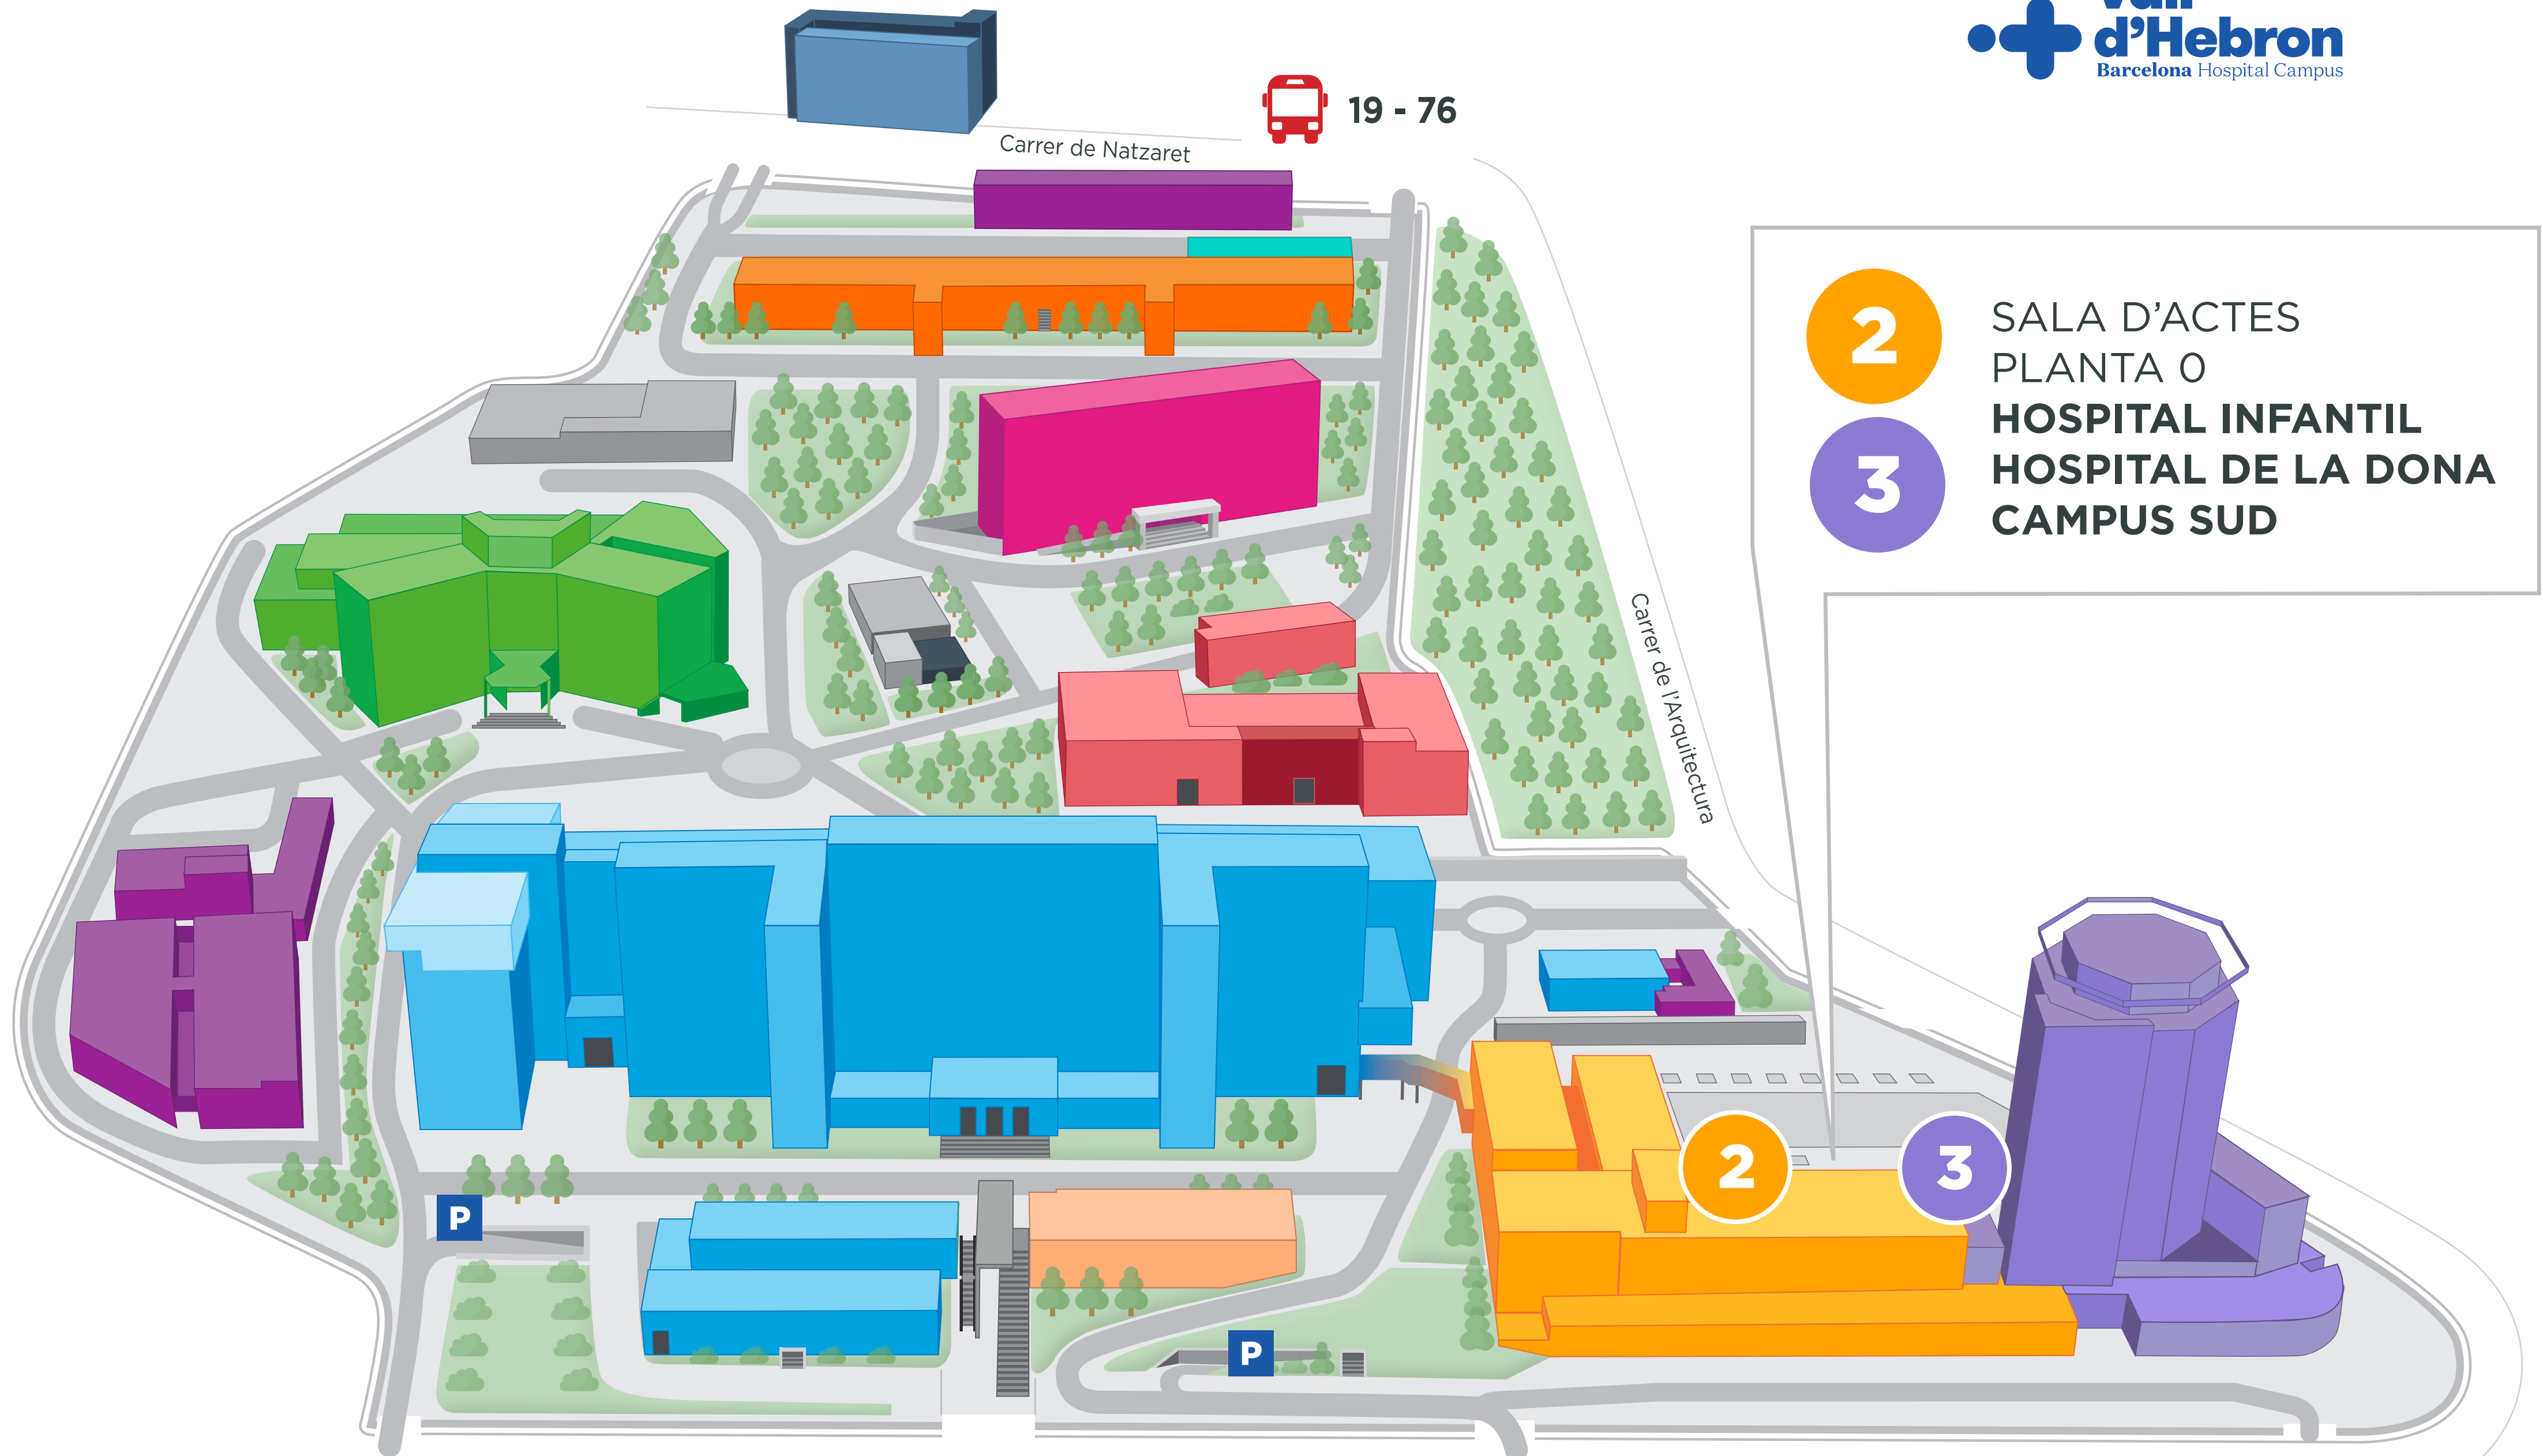 Vall
d’Hebron
Barcelona Hospital Campus
19 - 76
Carrer de Natzaret
2
3
SALA D’ACTES
PLANTA 0
HOSPITAL INFANTIL
HOSPITAL DE LA DONA
CAMPUS SUD
Carrer de l’Arquitectura
2
3
P
P